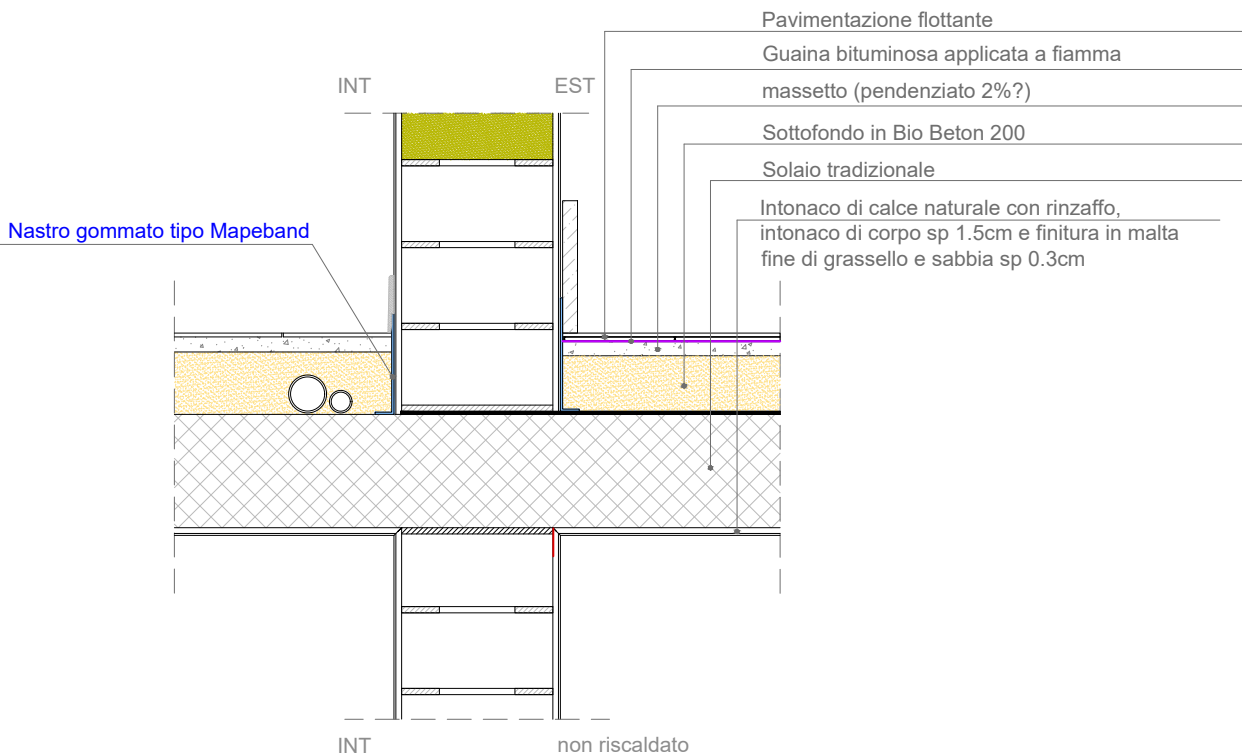 Pavimentazione flottante
Guaina bituminosa applicata a fiamma
INT
EST
massetto (pendenziato 2%?)
Sottofondo in Bio Beton 200
Solaio tradizionale
Intonaco di calce naturale con rinzaffo,
intonaco di corpo sp 1.5cm e finitura in malta
fine di grassello e sabbia sp 0.3cm
Nastro gommato tipo Mapeband
INT
non riscaldato